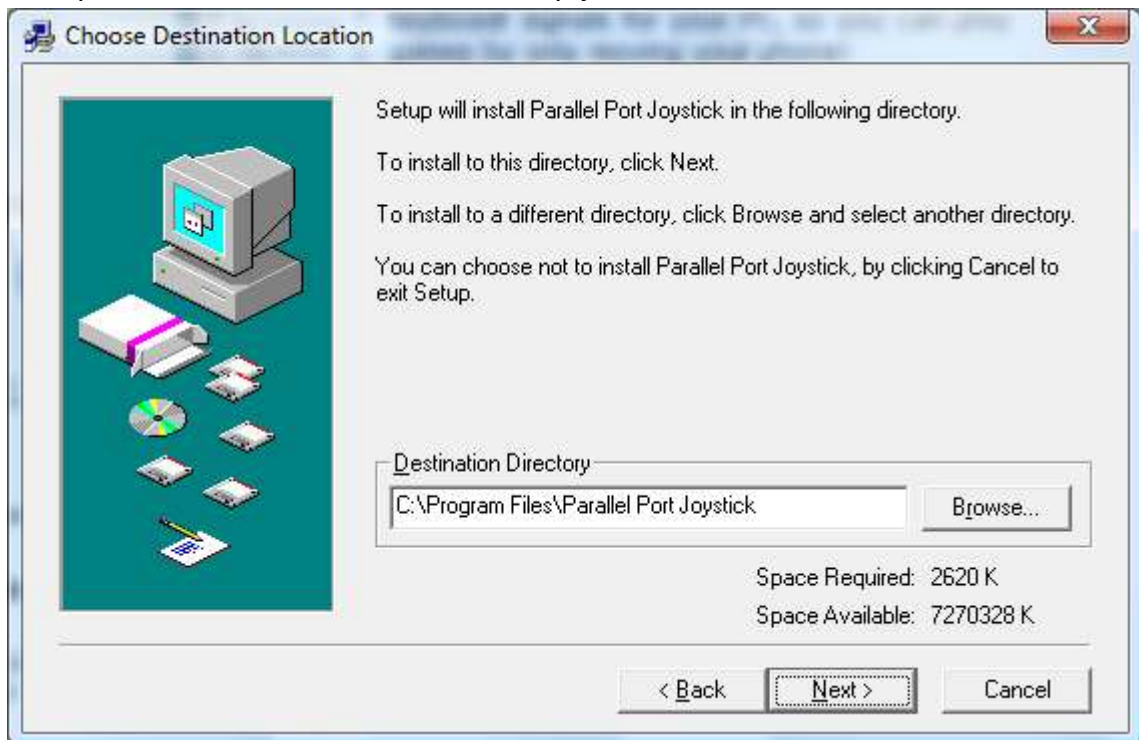 Choose Destination Location
Setup will install Parallel Port Joystick in the following directory.
To install to this directory, click Next.
To install to a different directory, click Browse and select another directory.
You can choose not to install Parallel Port Joystick, by clicking Cancel to
exit Setup.
Destination Directory
C:\Program Files\Parallel Port Joystick
Browse...
Space Required: 2620 K
Space Available: 7270328 K
< Back
Next >
Cancel